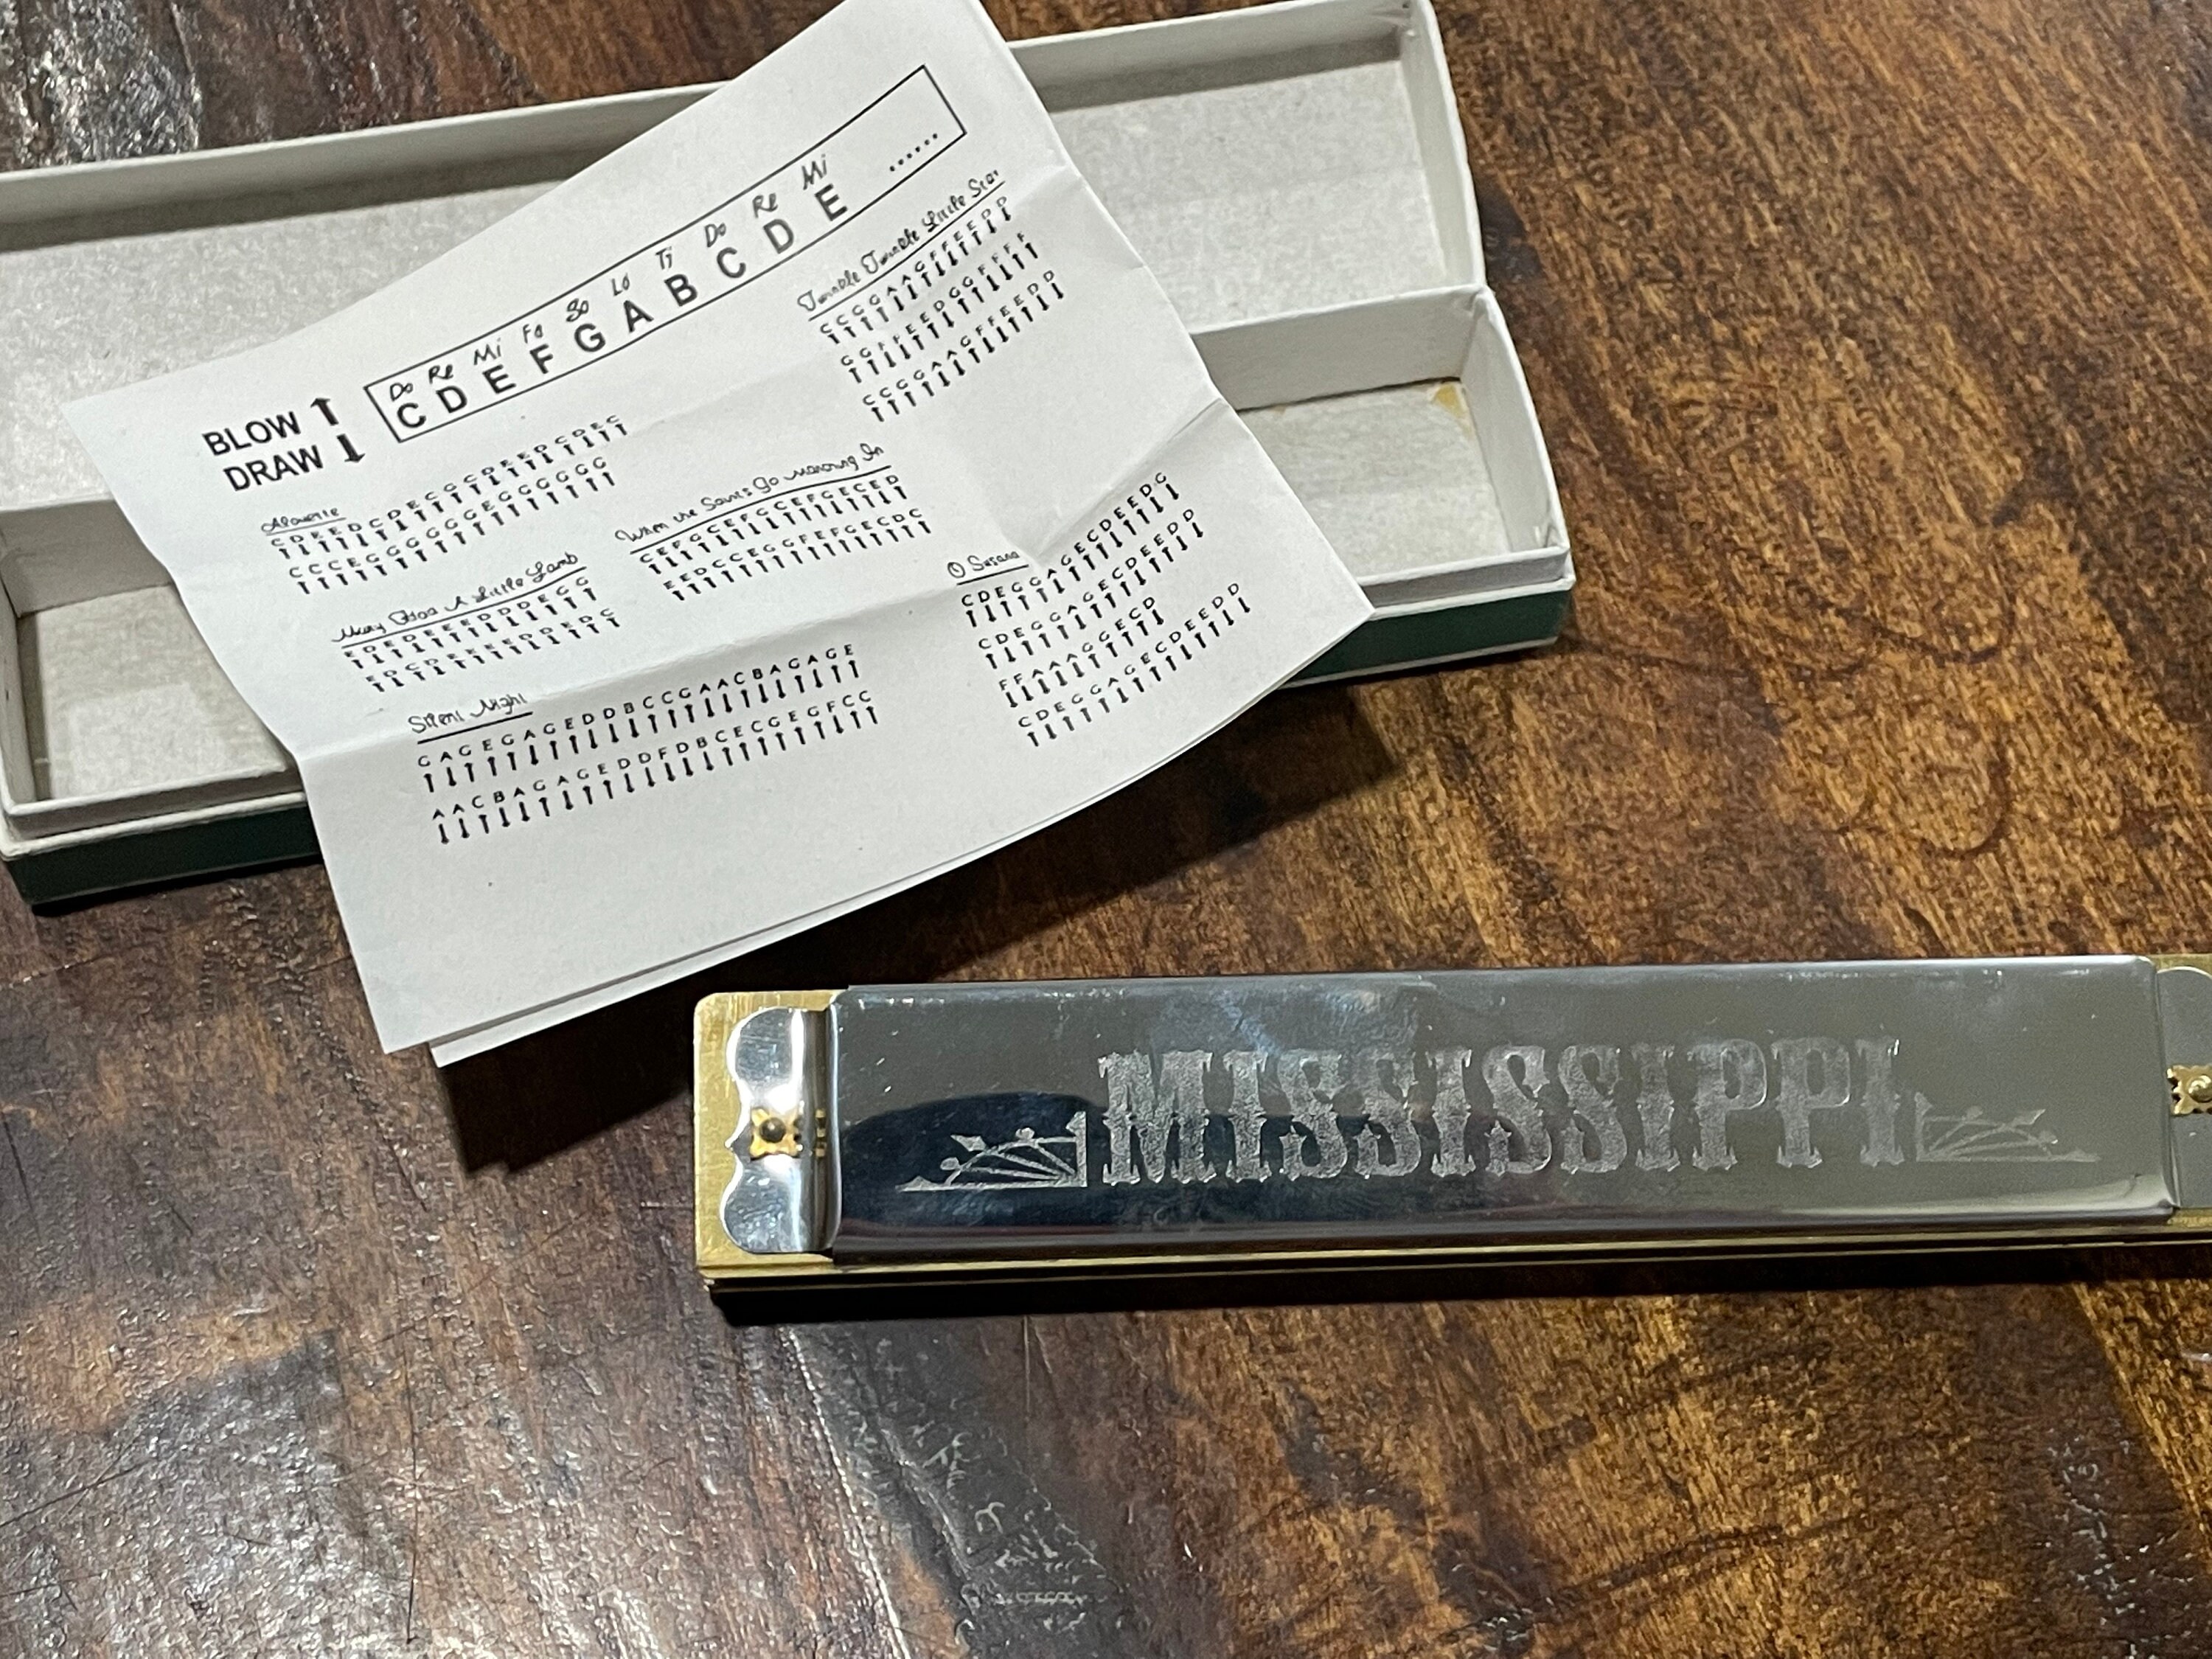 BLOW ↑
DRAW ↓
Do Re Mi Fa So La Ti Do Re Mi
C D E F G A B C D E ......
Alouette
C D E E D C D E C G C D E E D C D E C
Mary Had A Little Lamb
E D C D E E E E D D E D C
Silent Night
G A G E G A G E D D B C C G A A C B A G A G E
A A C B A G A G E D D F D B C E C G E G F C C
Twinkle Twinkle Little Star
C C G G A A G F F E E D D
When the Saints Go Marching In
C E F G C E F G C E F G E C E D
E E D C C E G G F E F G E C D C
O Susana
C D E G G A G E C D E E D G
C D E G G A G E C D E E D D
F F A A A G G E C D
C D E G G A G E C D E E D D
MISSISSIPPI